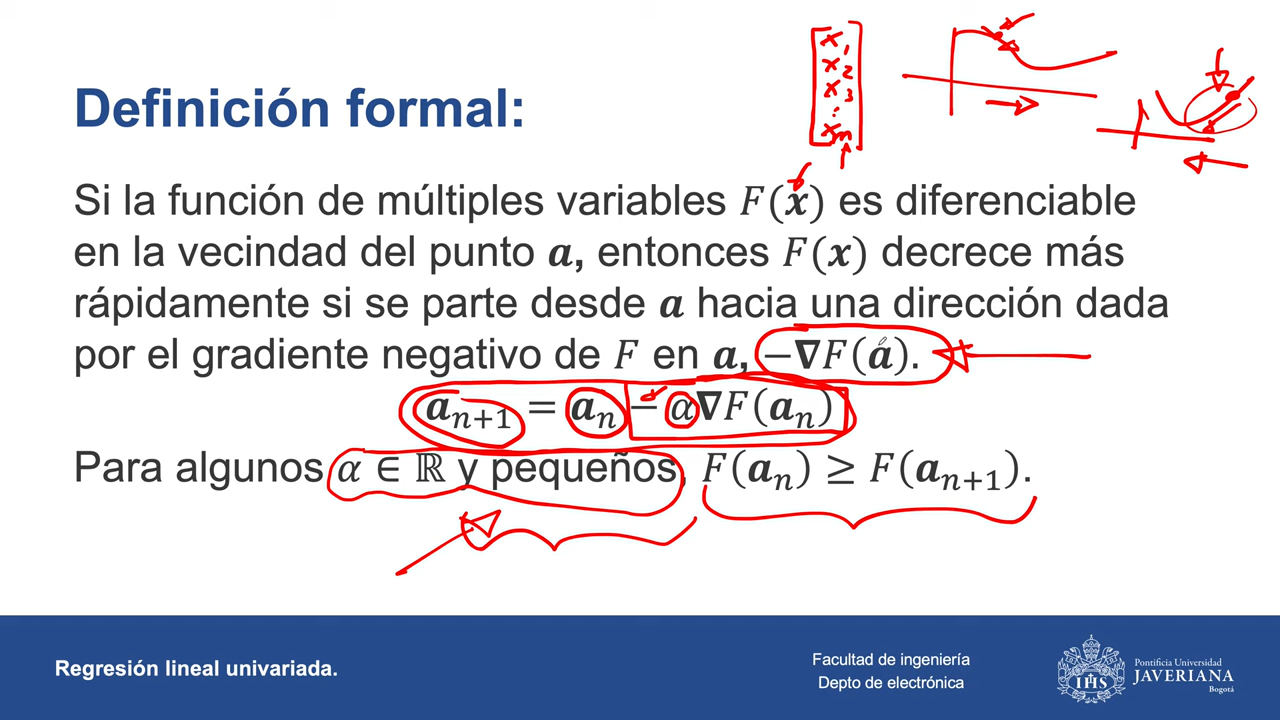 x₁
x₂
x₃
⋮
xₘ
Definición formal:
Si la función de múltiples variables F(x) es diferenciable
en la vecindad del punto a, entonces F(x) decrece más
rápidamente si se parte desde a hacia una dirección dada
por el gradiente negativo de F en a, −∇F(a).
aₙ₊₁ = aₙ − α∇F(aₙ)
Para algunos α ∈ ℝ y pequeños, F(aₙ) ≥ F(aₙ₊₁).
Regresión lineal univariada.
Facultad de ingeniería
Depto de electrónica
IHS
Pontificia Universidad
JAVERIANA
Bogotá